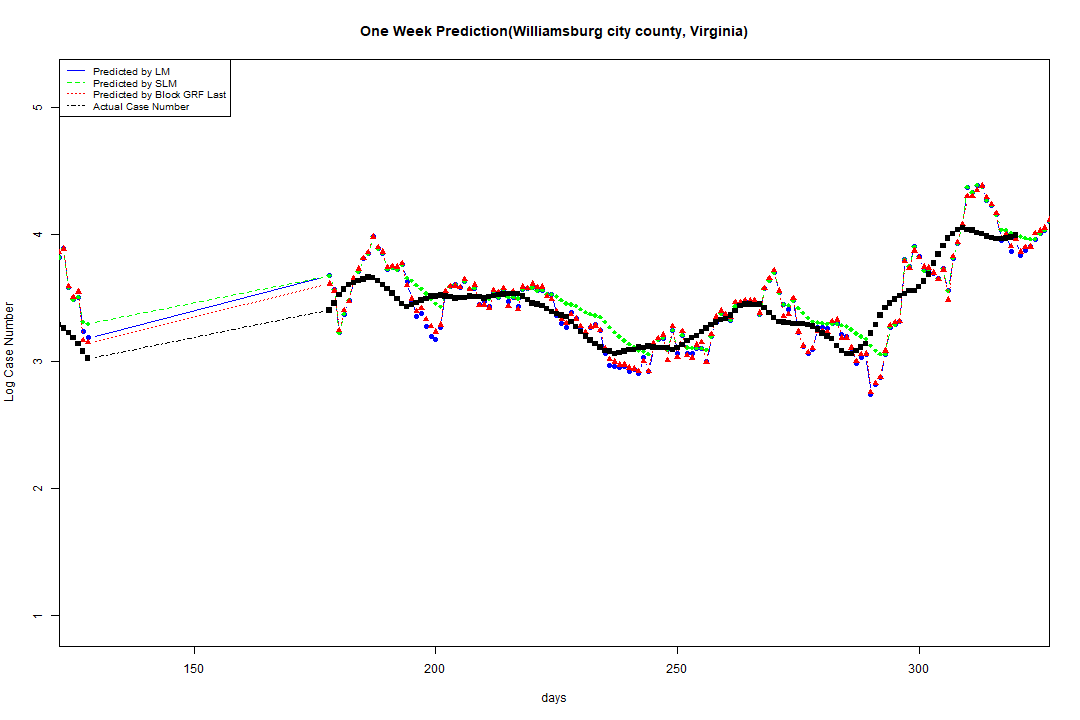 One Week Prediction(Williamsburg city county, Virginia)
Predicted by LM
Predicted by SLM
Predicted by Block GRF Last
Actual Case Number
5
4
3
2
1
Log Case Number
150
200
250
300
days